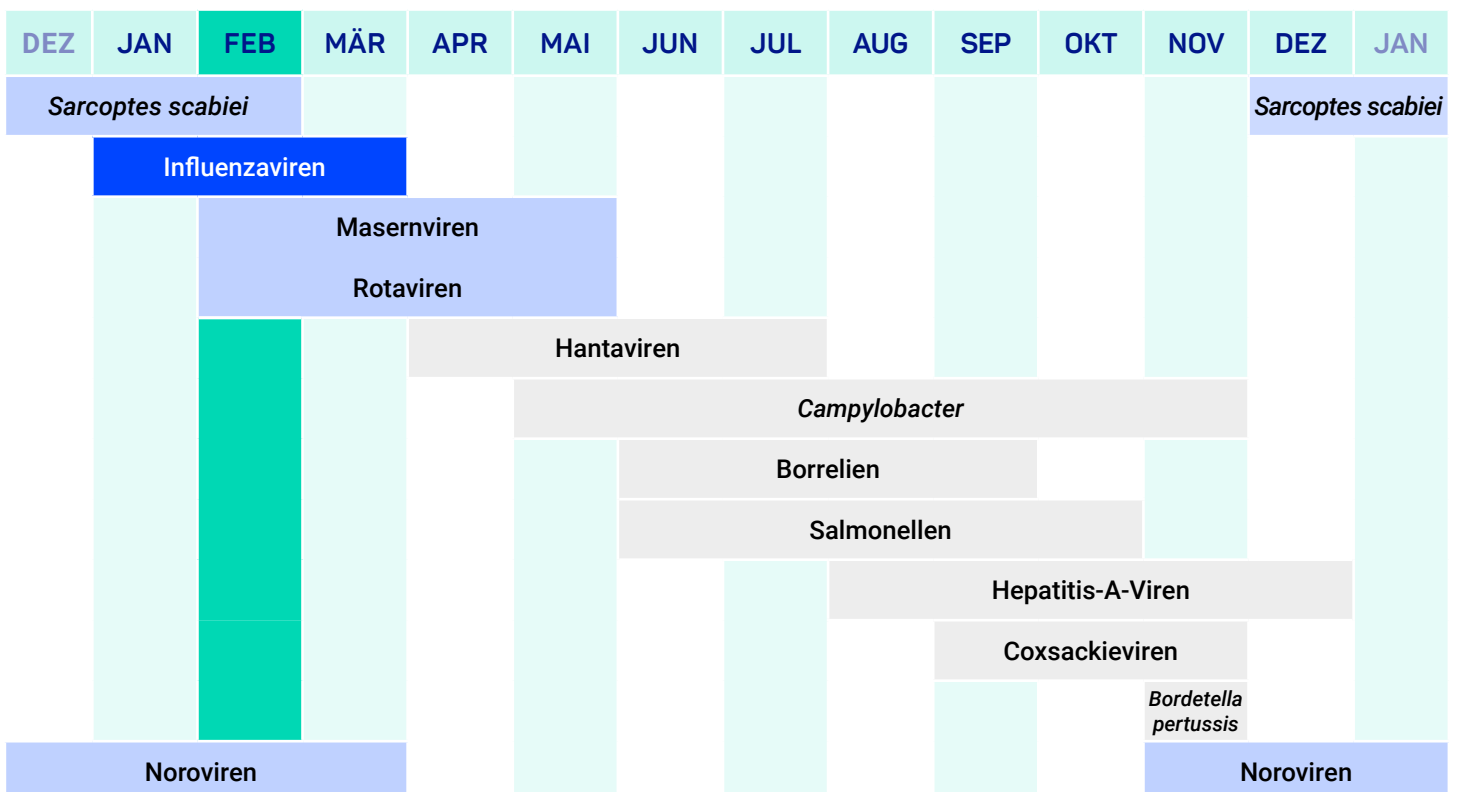 DEZ JAN FEB MÄR APR MAI JUN JUL AUG SEP OKT NOV DEZ JAN
Sarcoptes scabiei Sarcoptes scabiei
Influenzaviren
Masernviren
Rotaviren
Hantaviren
Campylobacter
Borrelien
Salmonellen
Hepatitis-A-Viren
Coxsackieviren
Bordetella
pertussis
Noroviren Noroviren